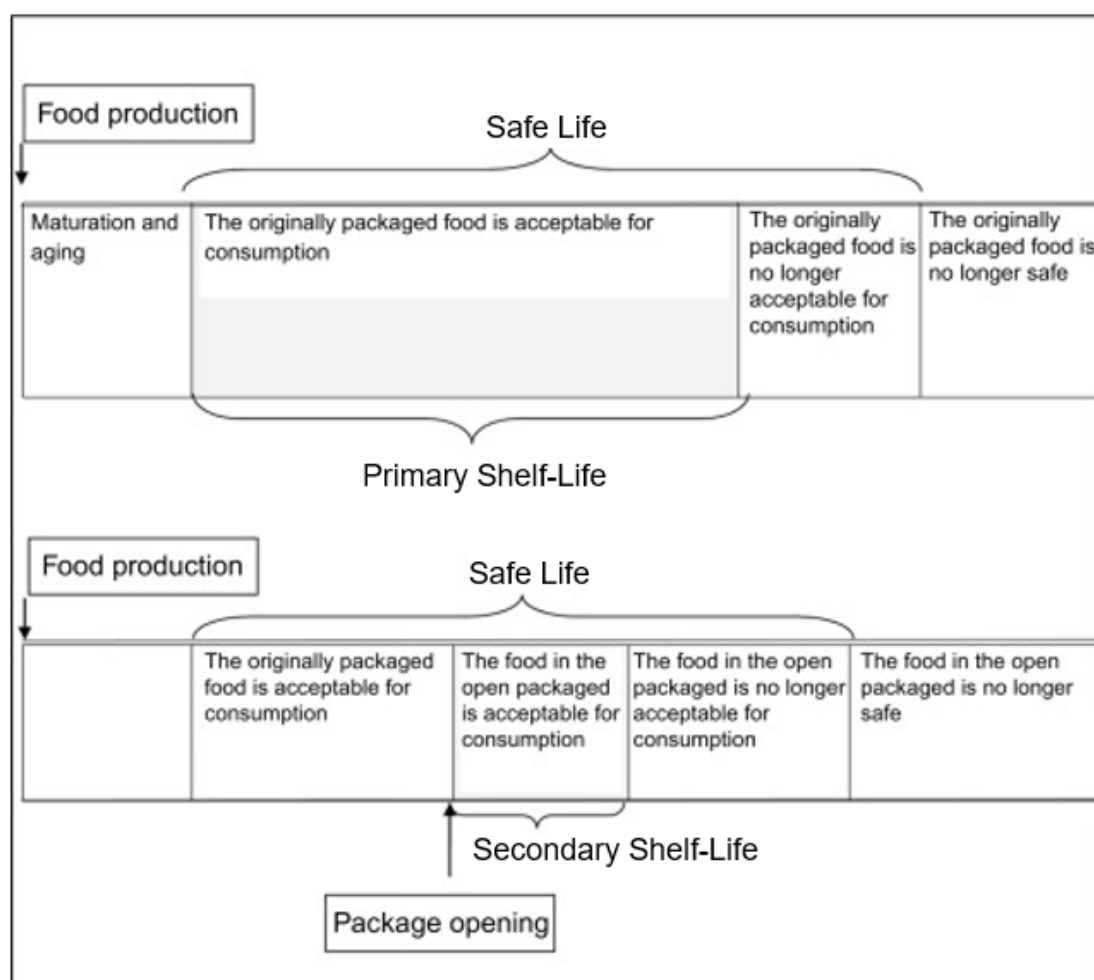 Food production
Safe Life
Maturation and
aging
The originally packaged food is acceptable for
consumption
The originally
packaged food is
no longer
acceptable for
consumption
The originally
packaged food is
no longer safe
Primary Shelf-Life
Food production
Safe Life
The originally packaged
food is acceptable for
consumption
The food in the
open packaged
is acceptable for
consumption
The food in the open
packaged is no longer
acceptable for
consumption
The food in the open
packaged is no longer
safe
Secondary Shelf-Life
Package opening